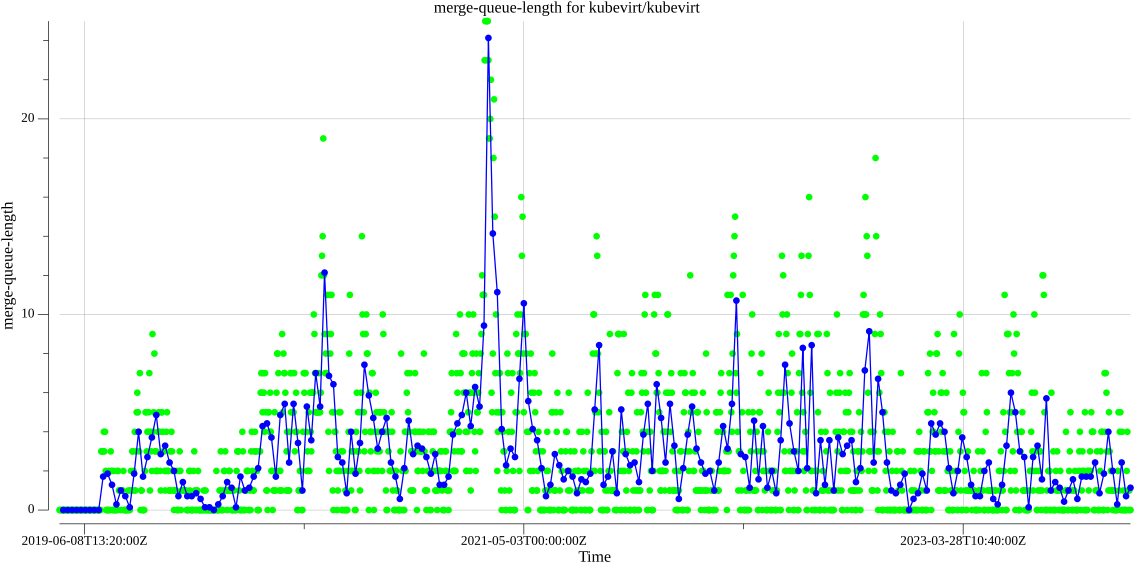 merge-queue-length for kubevirt/kubevirt
merge-queue-length
20
10
0
2019-06-08T13:20:00Z
2021-05-03T00:00:00Z
2023-03-28T10:40:00Z
Time